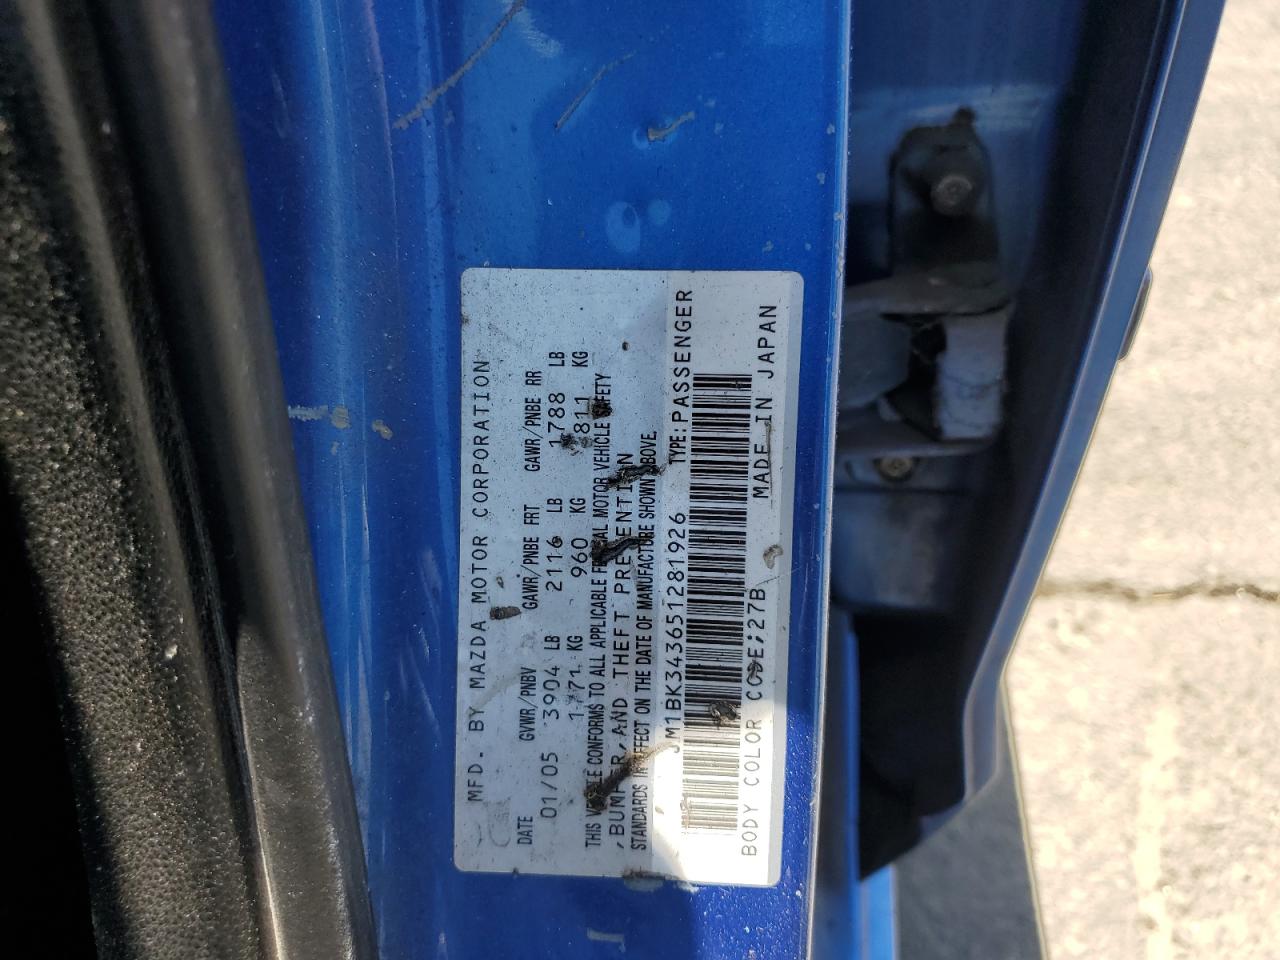 MFD. BY MAZDA MOTOR CORPORATION
DATE GVWR/PNBV GAWR/PNBE FRT GAWR/PNBE RR
01/05 3904 LB 2116 LB 1788 LB
1771 KG 960 KG 811 KG
THIS VEHICLE CONFORMS TO ALL APPLICABLE FEDERAL MOTOR VEHICLE SAFETY
,BUMPER,AND THEFT PREVENTION
STANDARDS IN EFFECT ON THE DATE OF MANUFACTURE SHOWN ABOVE.
JM1BK343651281926 TYPE:PASSENGER
BODY COLOR CODE:27B MADE IN JAPAN